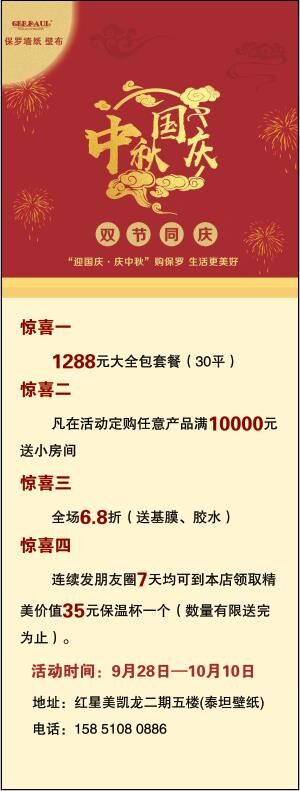 GEE.PAUL
保罗墙纸 壁布
中秋国庆
双节同庆
“迎国庆·庆中秋”购保罗 生活更美好
惊喜一
1288元大全包套餐（30平）
惊喜二
凡在活动定购任意产品满10000元
送小房间
惊喜三
全场6.8折（送基膜、胶水）
惊喜四
连续发朋友圈7天均可到本店领取精
美价值35元保温杯一个（数量有限送完
为止）。
活动时间：9月28日—10月10日
地址：红星美凯龙二期五楼(泰坦壁纸)
电话：158 5108 0886